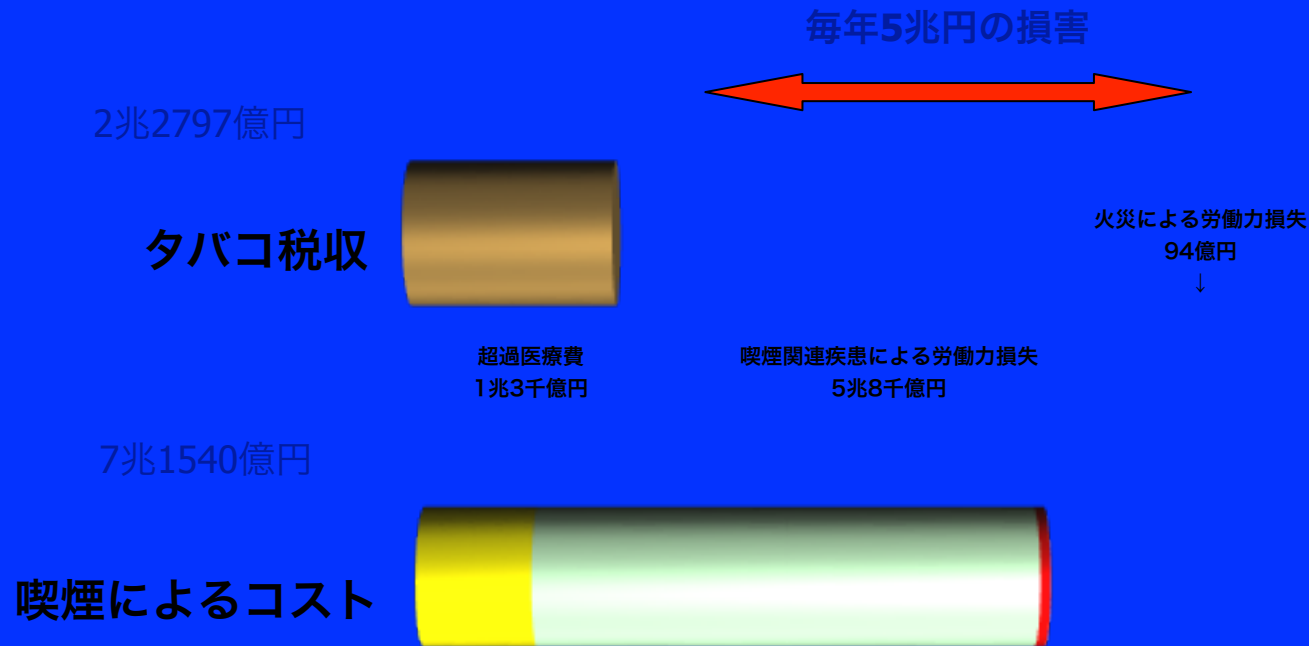 毎年5兆円の損害
2兆2797億円
タバコ税収
火災による労働力損失
94億円
↓
超過医療費
1兆3千億円
喫煙関連疾患による労働力損失
5兆8千億円
7兆1540億円
喫煙によるコスト